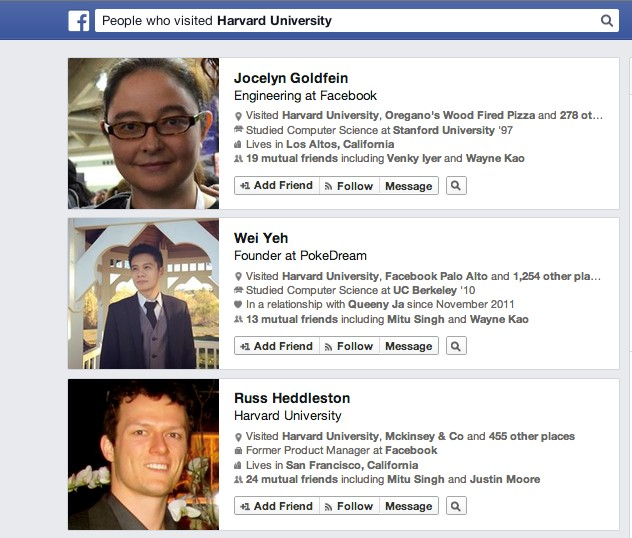 People who visited Harvard University
Jocelyn Goldfein
Engineering at Facebook
Visited Harvard University, Oregano's Wood Fired Pizza and 278 ot...
Studied Computer Science at Stanford University '97
Lives in Los Altos, California
19 mutual friends including Venky Iyer and Wayne Kao
+1 Add Friend Follow Message
Wei Yeh
Founder at PokeDream
Visited Harvard University, Facebook Palo Alto and 1,254 other pla...
Studied Computer Science at UC Berkeley '10
In a relationship with Queeny Ja since November 2011
13 mutual friends including Mitu Singh and Wayne Kao
+1 Add Friend Follow Message
Russ Heddleston
Harvard University
Visited Harvard University, Mckinsey & Co and 455 other places
Former Product Manager at Facebook
Lives in San Francisco, California
24 mutual friends including Mitu Singh and Justin Moore
+1 Add Friend Follow Message